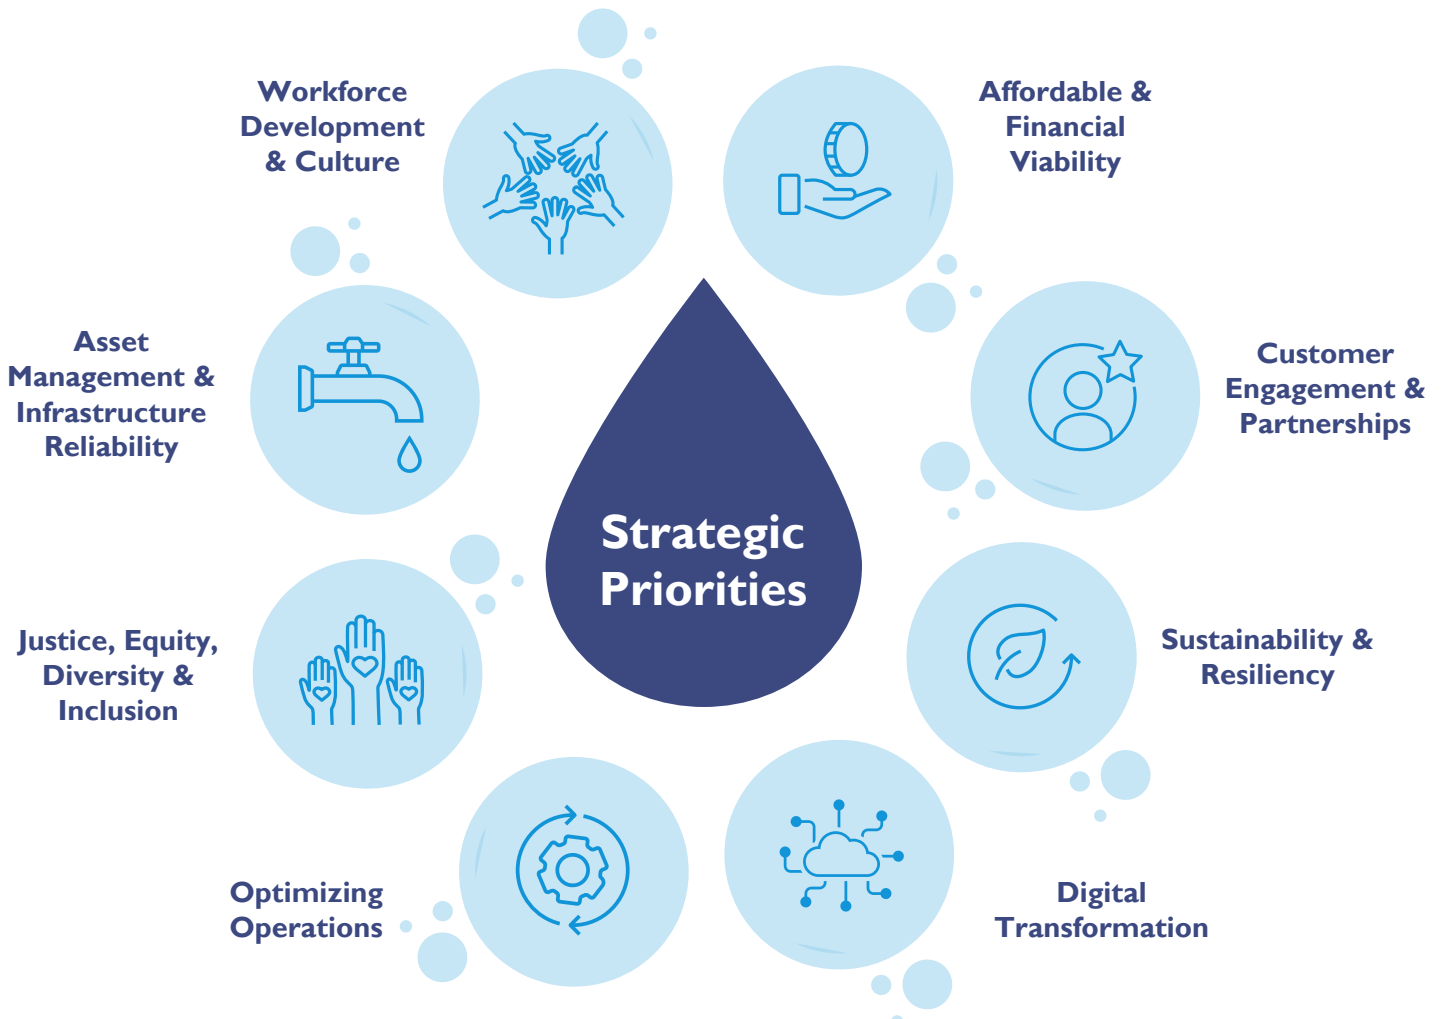 Workforce
Development
& Culture
Affordable &
Financial
Viability
Asset
Management &
Infrastructure
Reliability
Customer
Engagement &
Partnerships
Strategic
Priorities
Justice, Equity,
Diversity &
Inclusion
Sustainability &
Resiliency
Optimizing
Operations
Digital
Transformation